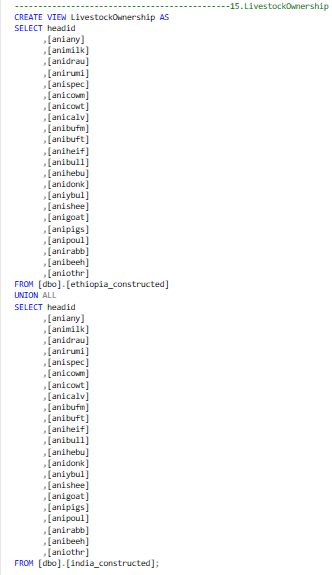 --------------------------------------------15.LivestockOwnership
CREATE VIEW LivestockOwnership AS
SELECT headid
,[aniany]
,[animilk]
,[anidrau]
,[anirumi]
,[anispec]
,[anicowm]
,[anicowt]
,[anicalv]
,[anibufm]
,[anibuft]
,[aniheif]
,[anibull]
,[anihebu]
,[anidonk]
,[aniybul]
,[anishee]
,[anigoat]
,[anipigs]
,[anipoul]
,[anirabb]
,[anibeeh]
,[aniothr]
FROM [dbo].[ethiopia_constructed]
UNION ALL
SELECT headid
,[aniany]
,[animilk]
,[anidrau]
,[anirumi]
,[anispec]
,[anicowm]
,[anicowt]
,[anicalv]
,[anibufm]
,[anibuft]
,[aniheif]
,[anibull]
,[anihebu]
,[anidonk]
,[aniybul]
,[anishee]
,[anigoat]
,[anipigs]
,[anipoul]
,[anirabb]
,[anibeeh]
,[aniothr]
FROM [dbo].[india_constructed];